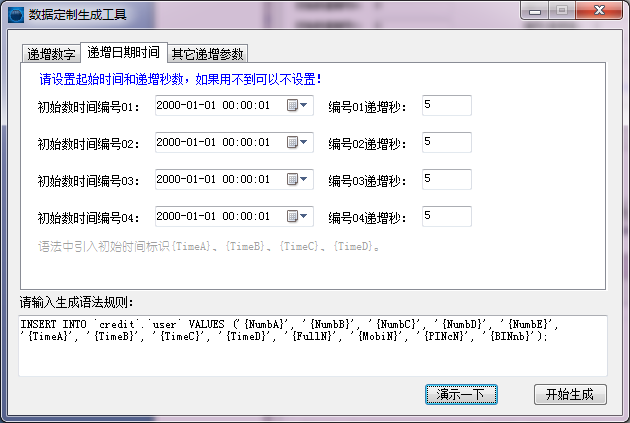 数据定制生成工具
递增数字 递增日期时间 其它递增参数
请设置起始时间和递增秒数，如果用不到可以不设置！
初始数时间编号01： 2000-01-01 00:00:01 编号01递增秒： 5
初始数时间编号02： 2000-01-01 00:00:01 编号02递增秒： 5
初始数时间编号03： 2000-01-01 00:00:01 编号03递增秒： 5
初始数时间编号04： 2000-01-01 00:00:01 编号04递增秒： 5
语法中引入初始时间标识{TimeA}、{TimeB}、{TimeC}、{TimeD}。
请输入生成语法规则：
INSERT INTO `credit`.`user` VALUES ('{NumbA}', '{NumbB}', '{NumbC}', '{NumbD}', '{NumbE}',
'{TimeA}', '{TimeB}', '{TimeC}', '{TimeD}', '{FullN}', '{MobiN}', '{PINcN}', '{BINnb}');
演示一下 开始生成